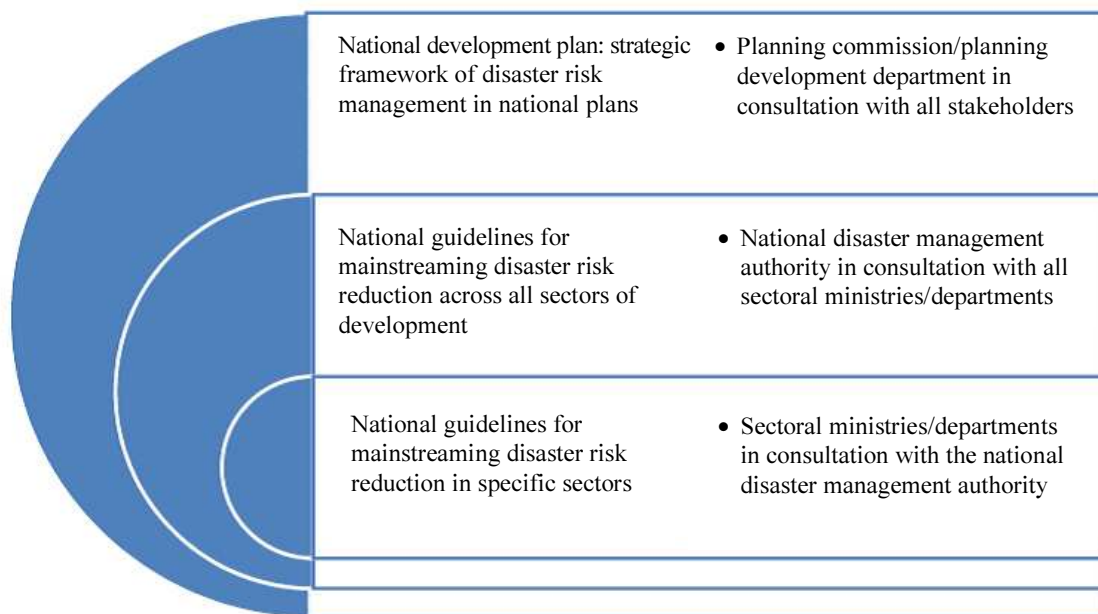 National development plan: strategic
framework of disaster risk
management in national plans
• Planning commission/planning
development department in
consultation with all stakeholders
National guidelines for
mainstreaming disaster risk
reduction across all sectors of
development
• National disaster management
authority in consultation with all
sectoral ministries/departments
National guidelines for
mainstreaming disaster risk
reduction in specific sectors
• Sectoral ministries/departments
in consultation with the national
disaster management authority